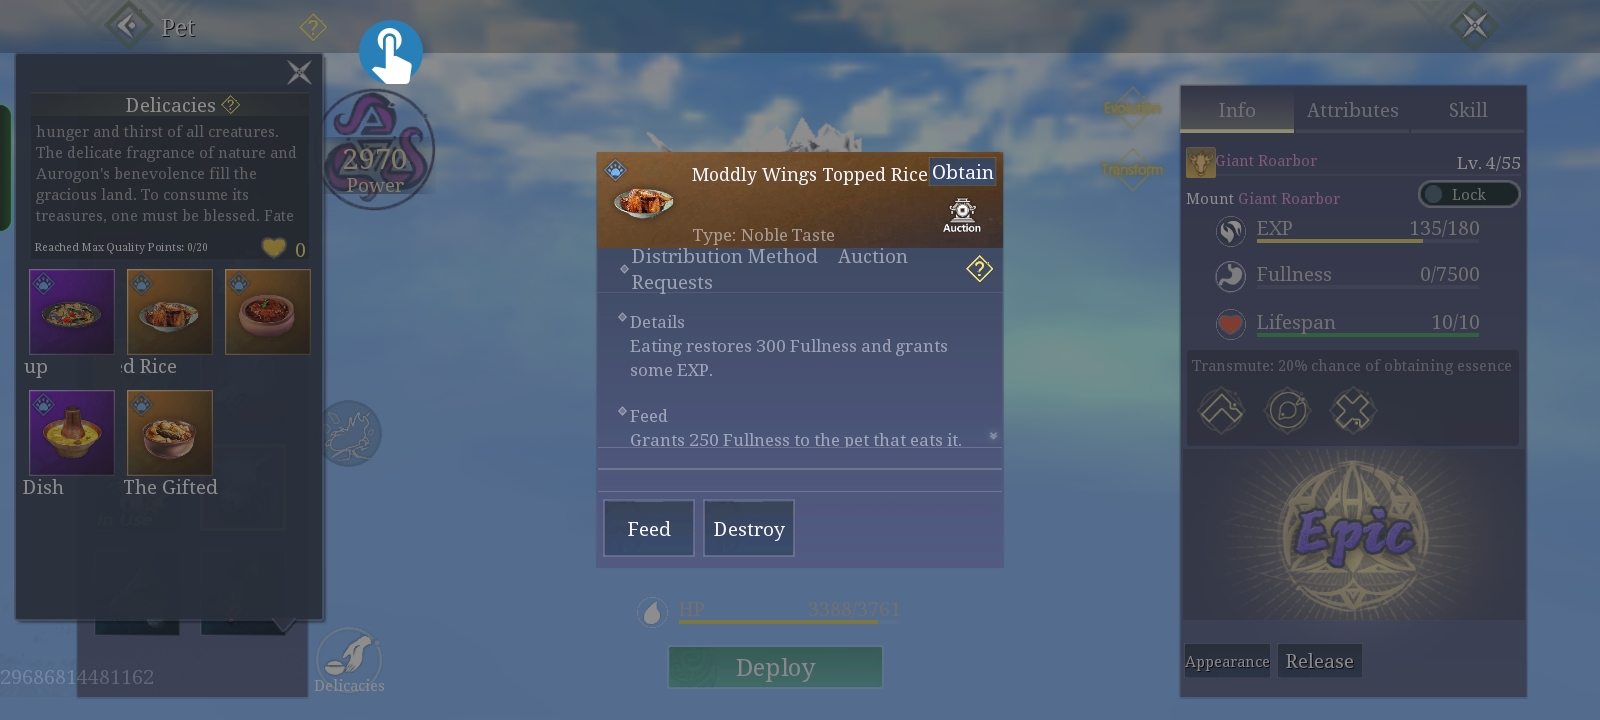 Pet
Delicacies
hunger and thirst of all creatures.
The delicate fragrance of nature and
Aurogon's benevolence fill the
gracious land. To consume its
treasures, one must be blessed. Fate
Reached Max Quality Points: 0/20
0
up
d Rice
Dish
The Gifted
In Use
29686814481162
2970
Power
Delicacies
Moddly Wings Topped Rice
Obtain
Auction
Type: Noble Taste
Distribution Method Auction
Requests
Details
Eating restores 300 Fullness and grants
some EXP.
Feed
Grants 250 Fullness to the pet that eats it.
Feed
Destroy
HP 3388/3761
Deploy
Evolution
Transform
Info
Attributes
Skill
Giant Roarbor
Lv. 4/55
Mount Giant Roarbor
Lock
EXP 135/180
Fullness 0/7500
Lifespan 10/10
Transmute: 20% chance of obtaining essence
Epic
Appearance
Release